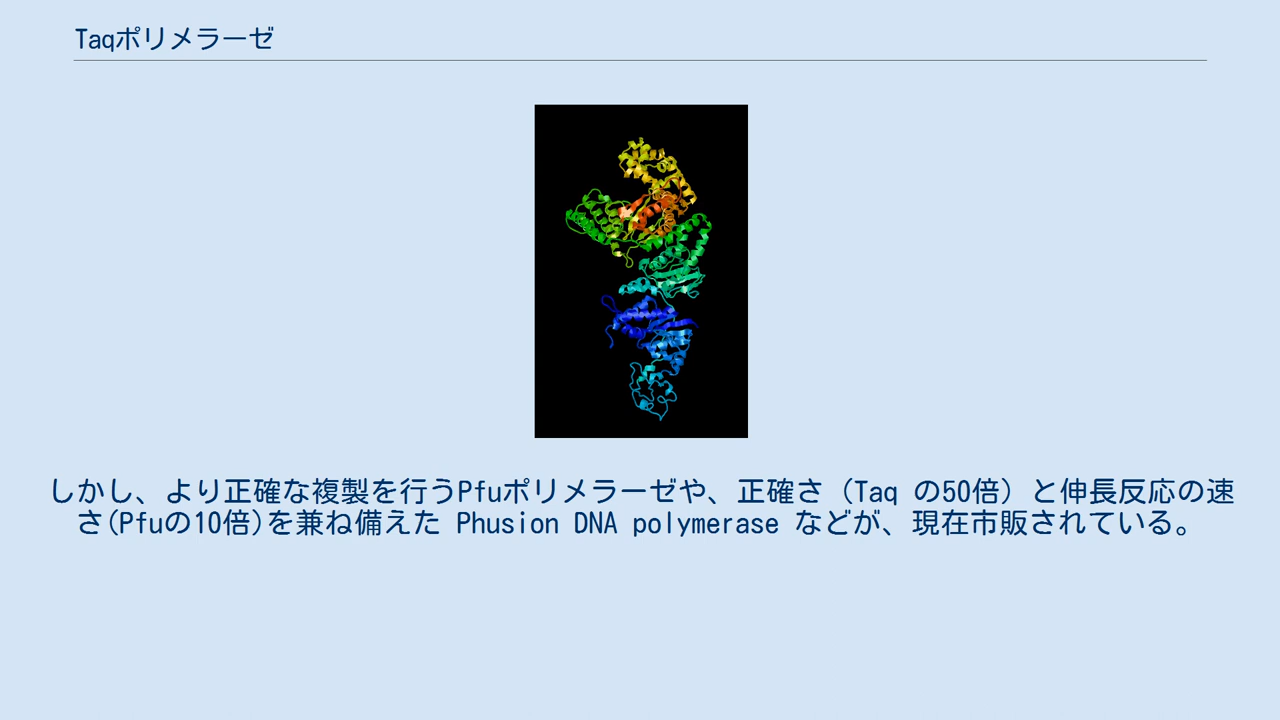 Taqポリメラーゼ
しかし、より正確な複製を行うPfuポリメラーゼや、正確さ（Taq の50倍）と伸長反応の速
さ(Pfuの10倍)を兼ね備えた Phusion DNA polymerase などが、現在市販されている。